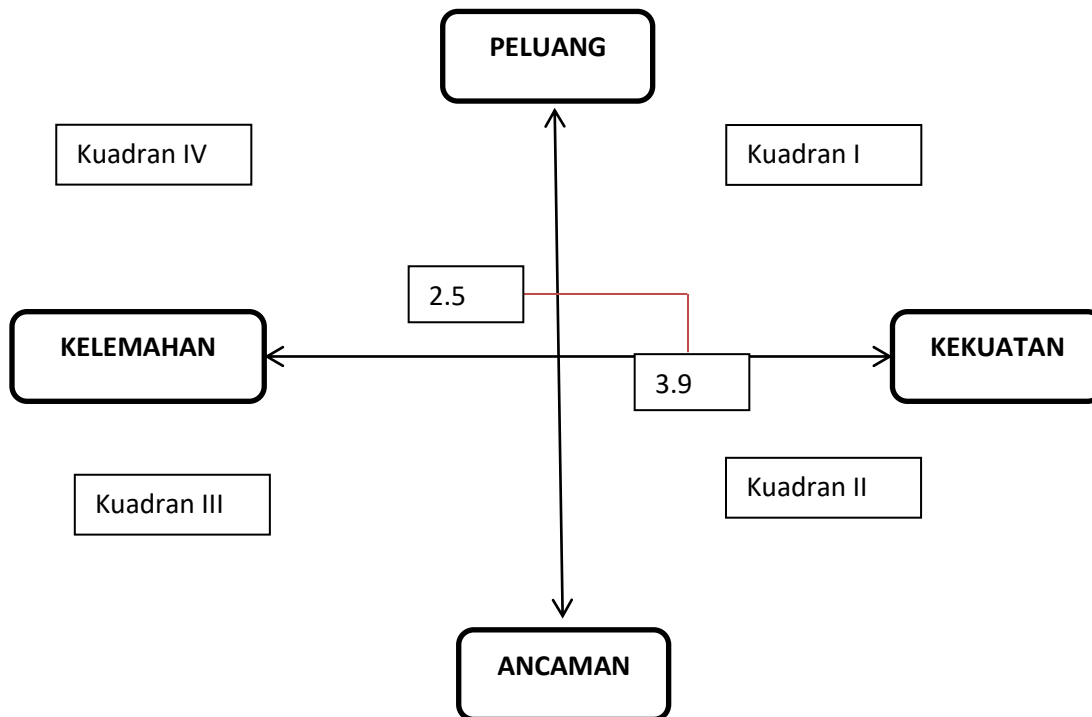 PELUANG
Kuadran IV
Kuadran I
2.5
KELEMAHAN
KEKUATAN
3.9
Kuadran III
Kuadran II
ANCAMAN